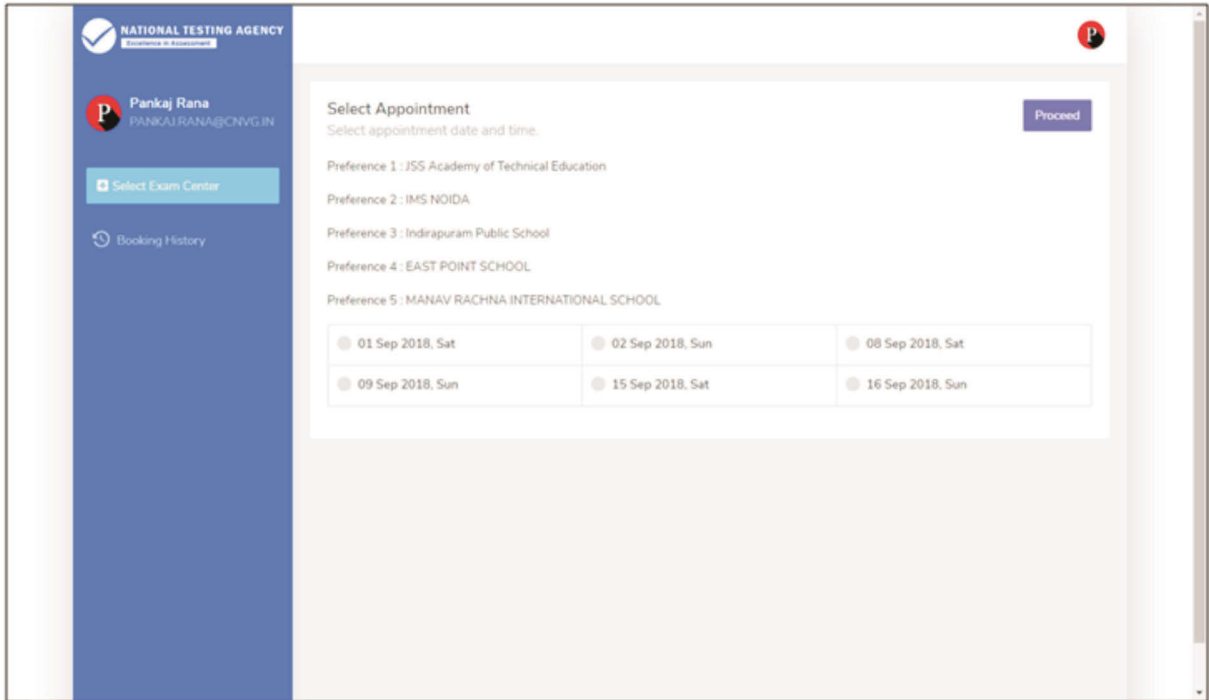 NATIONAL TESTING AGENCY
Excellence in Assessment
P
P
Pankaj Rana
PANKAJ.RANA@CNVG.IN
Select Exam Center
Booking History
Select Appointment
Select appointment date and time.
Proceed
Preference 1 : JSS Academy of Technical Education
Preference 2 : IMS NOIDA
Preference 3 : Indirapuram Public School
Preference 4 : EAST POINT SCHOOL
Preference 5 : MANAV RACHNA INTERNATIONAL SCHOOL
01 Sep 2018, Sat
02 Sep 2018, Sun
08 Sep 2018, Sat
09 Sep 2018, Sun
15 Sep 2018, Sat
16 Sep 2018, Sun